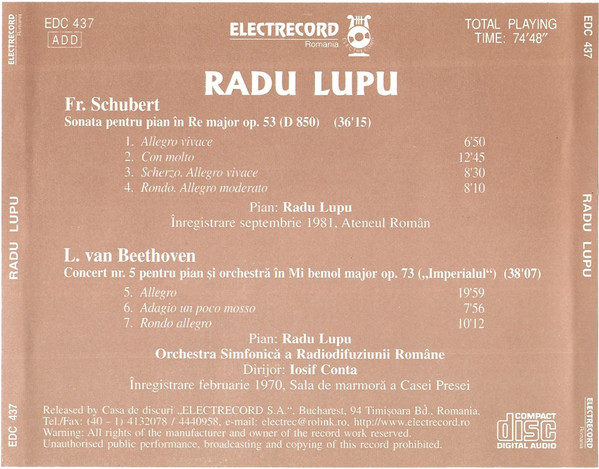 EDC 437
ADD
ELECTRECORD
Romania
TOTAL PLAYING
TIME: 74'48"
RADU LUPU
Fr. Schubert
Sonata pentru pian în Re major op. 53 (D 850) (36'15)
1. Allegro vivace 6'50
2. Con molto 12'45
3. Scherzo. Allegro vivace 8'30
4. Rondo. Allegro moderato 8'10
Pian: Radu Lupu
Înregistrare septembrie 1981, Ateneul Român
L. van Beethoven
Concert nr. 5 pentru pian și orchestră în Mi bemol major op. 73 („Imperialul“) (38'07)
5. Allegro 19'59
6. Adagio un poco mosso 7'56
7. Rondo allegro 10'12
Pian: Radu Lupu
Orchestra Simfonică a Radiodifuziunii Române
Dirijor: Iosif Conta
Înregistrare februarie 1970, Sala de marmoră a Casei Presei
Released by Casa de discuri „ELECTRECORD S.A.“, Bucharest, 94 Timișoara Bd., Romania,
Tel./Fax: (40 - 1) 4132078 / 4440958, e-mail: electrec@rolink.ro, http://www.electrecord.ro
Warning: All rights of the manufacturer and owner of the record work reserved.
Unauthorised public performance, broadcasting and copying of this record prohibited.
COMPACT
disc
DIGITAL AUDIO
ELECTRECORD
Romania
RADU LUPU
EDC 437
EDC 437
RADU LUPU
ELECTRECORD
Romania